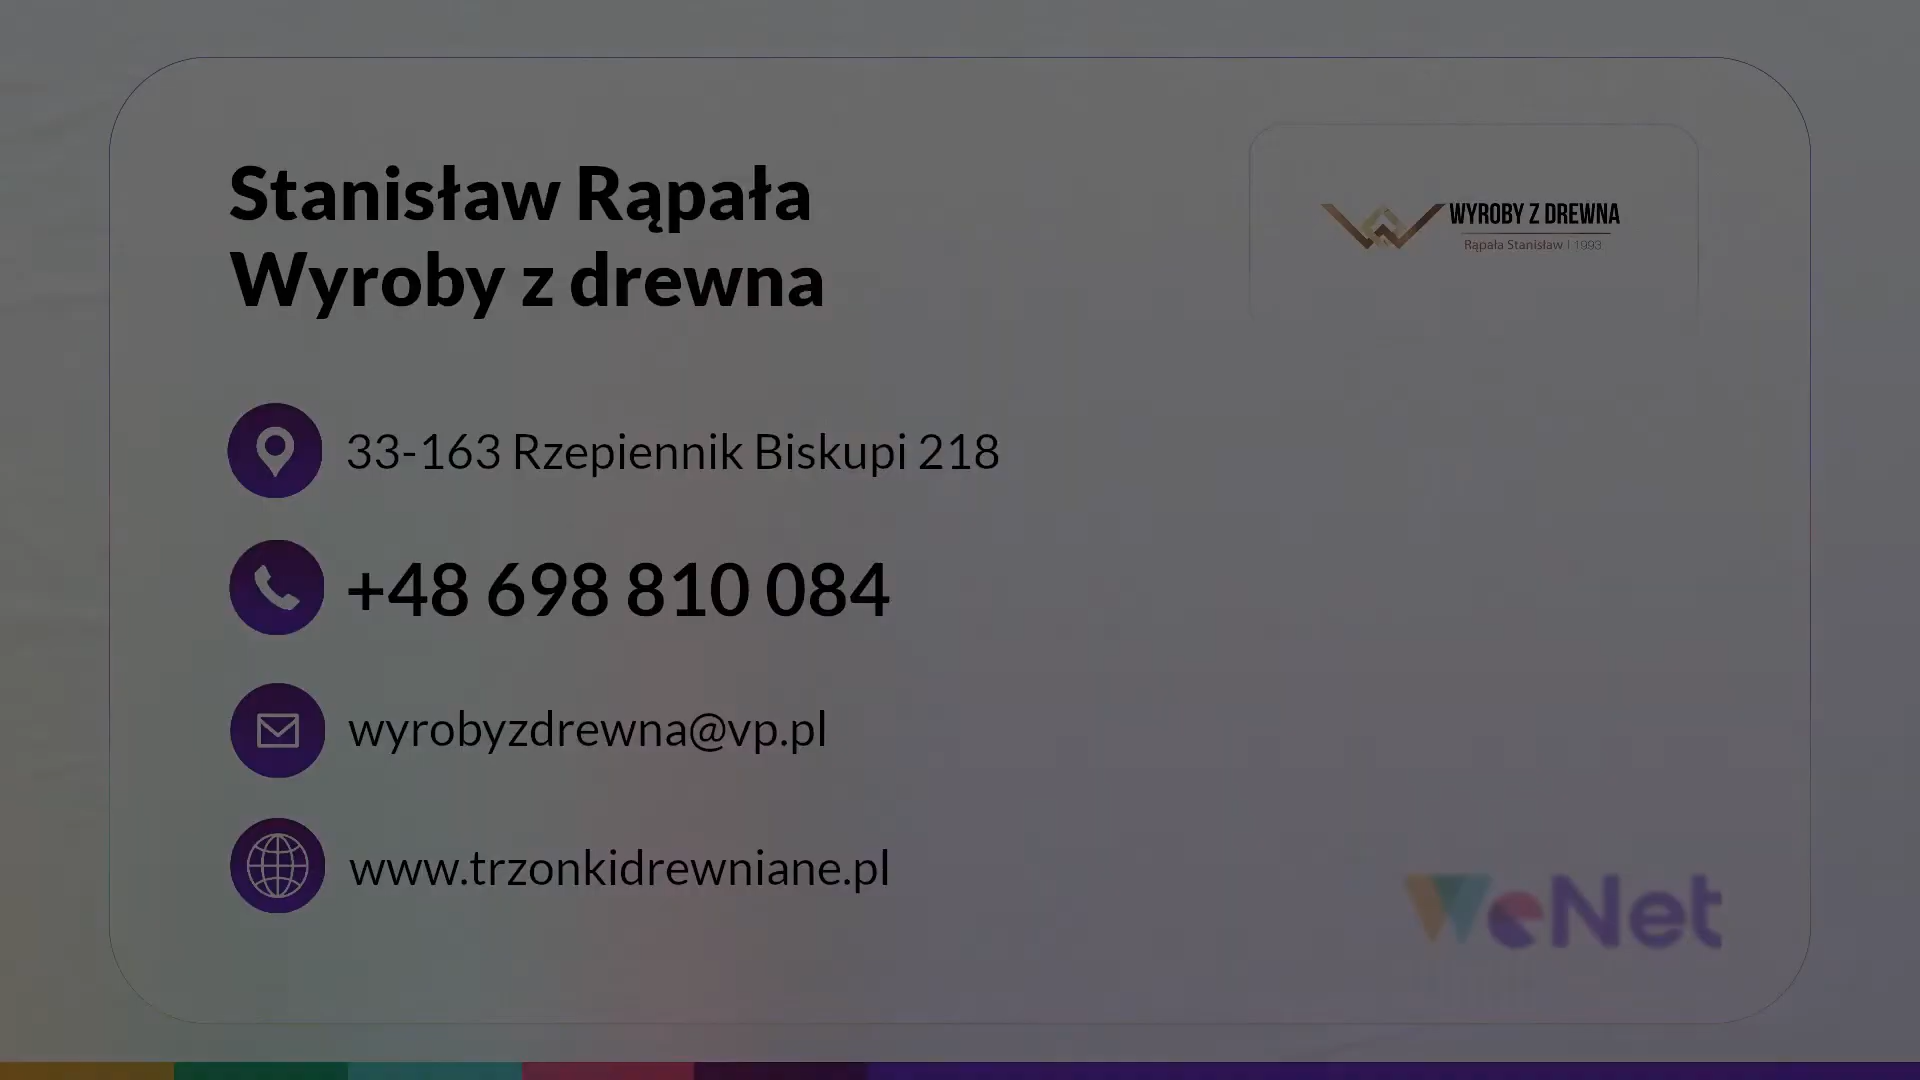 Stanisław Rąpała
Wyroby z drewna
WYROBY Z DREWNA
Rąpała Stanisław | 1993
33-163 Rzepiennik Biskupi 218
+48 698 810 084
wyrobyzdrewna@vp.pl
www.trzonkidrewniane.pl
WeNet